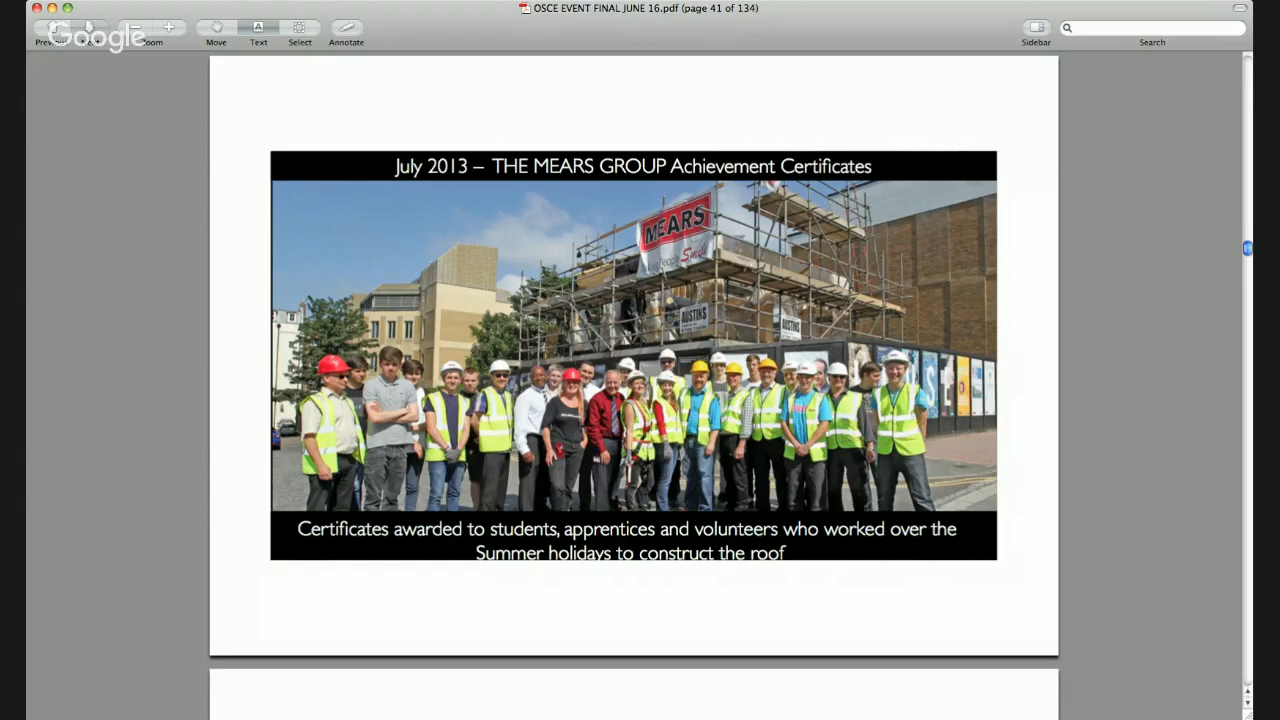 OSCE EVENT FINAL JUNE 16.pdf (page 41 of 134)
Google
Zoom
Move
Text
Select
Annotate
Sidebar
Search
July 2013 – THE MEARS GROUP Achievement Certificates
MEARS
AUSTINS
AUSTINS
Certificates awarded to students, apprentices and volunteers who worked over the
Summer holidays to construct the roof